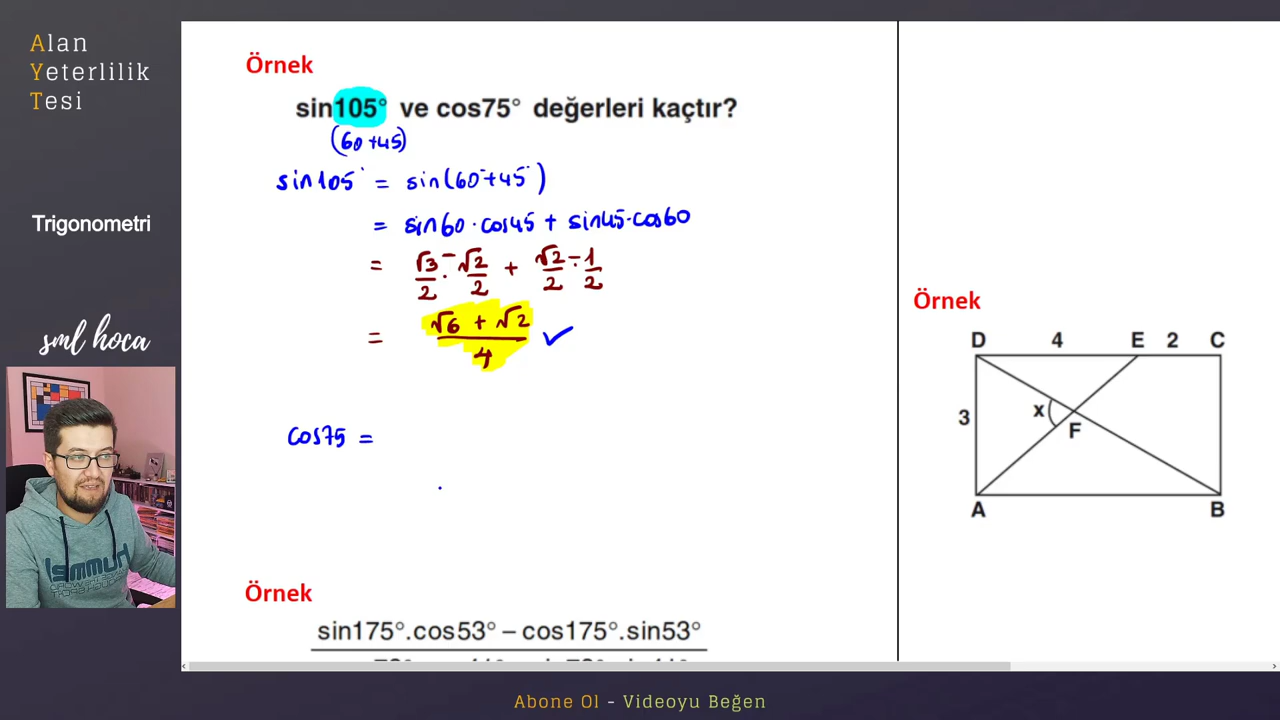 Alan
Yeterlilik
Tesi
Trigonometri
sml hoca
Örnek
sin105° ve cos75° değerleri kaçtır?
(60+45)
sin105° = sin(60°+45°)
= sin60·cos45 + sin45·cos60
= √3/2 · √2/2 + √2/2 · 1/2
= (√6 + √2)/4 ✓
cos75 =
Örnek
sin175°.cos53° – cos175°.sin53°
Örnek
D 4 E 2 C
3 x F
A B
Abone Ol - Videoyu Beğen